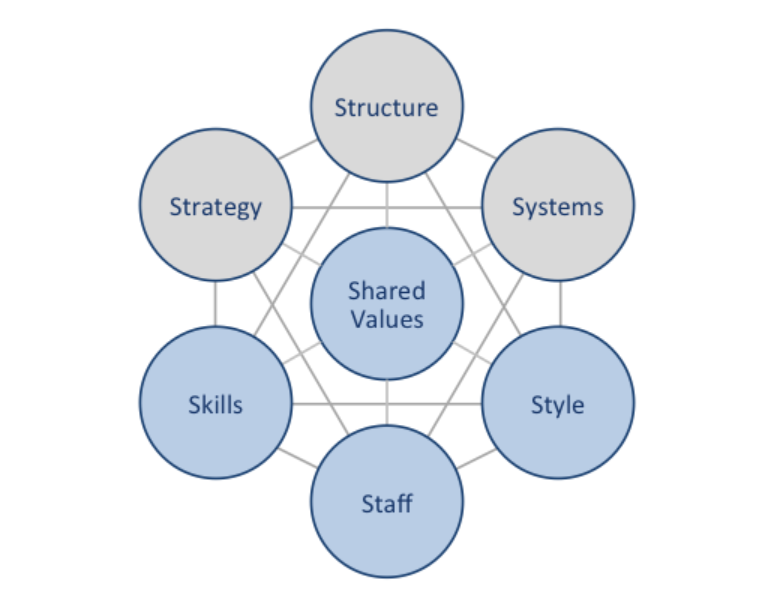 Structure
Strategy
Systems
Shared
Values
Skills
Style
Staff